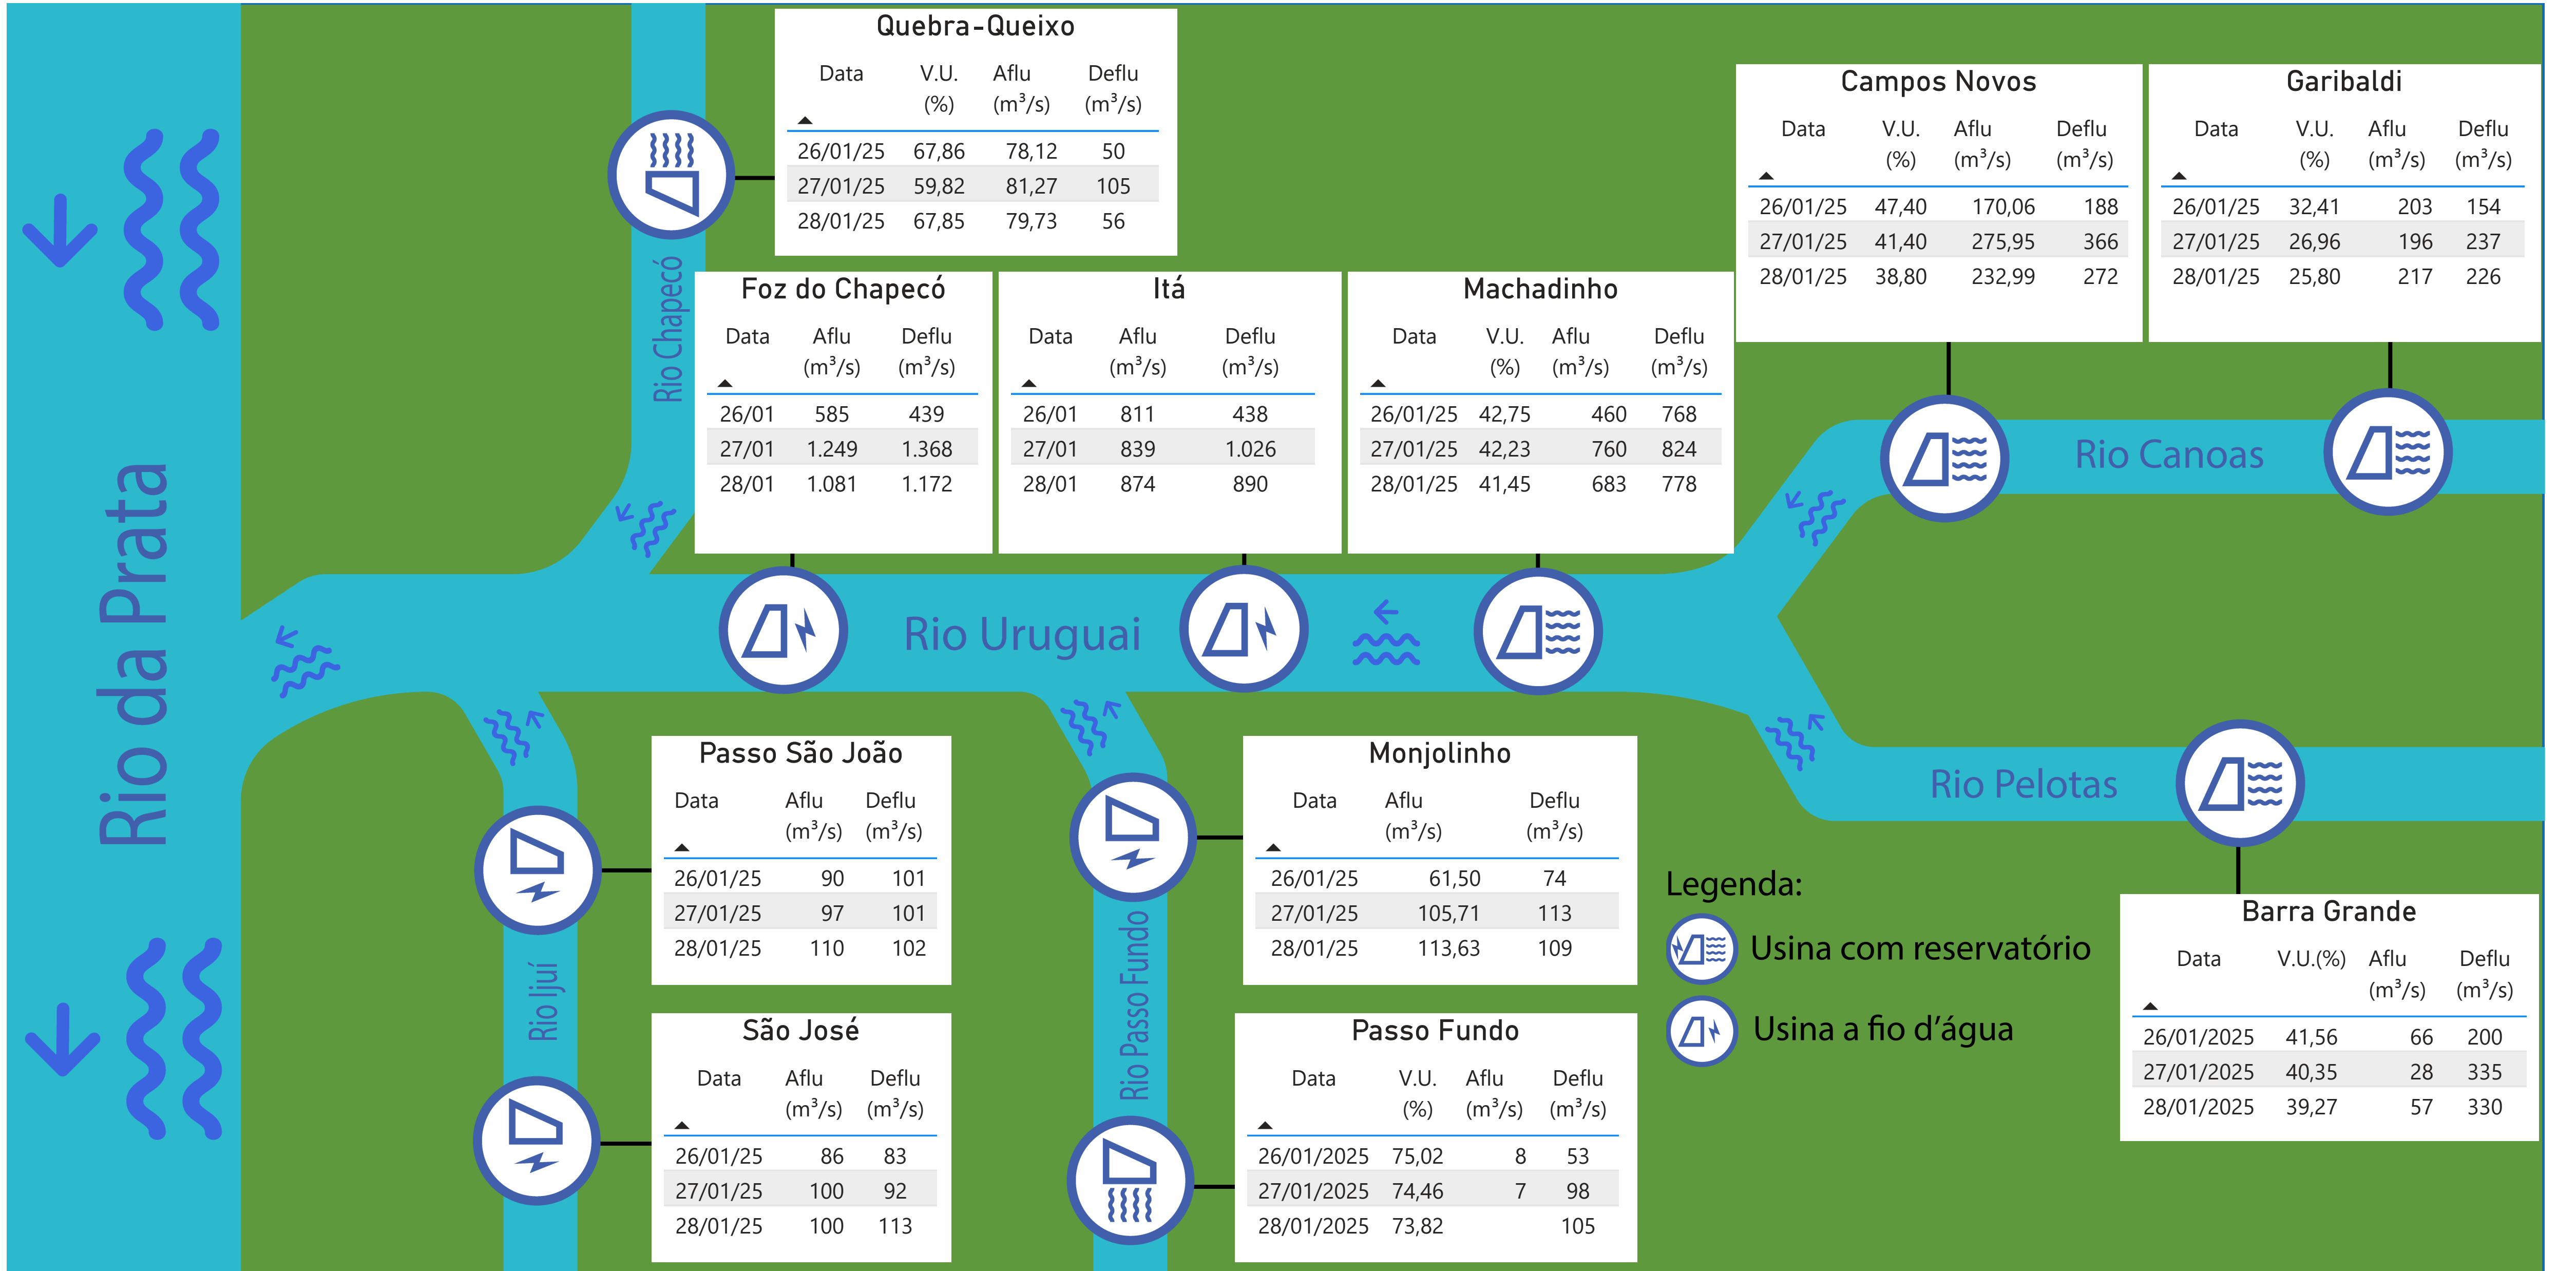 Quebra-Queixo
Data V.U. (%) Aflu (m³/s) Deflu (m³/s)
26/01/25 67,86 78,12 50
27/01/25 59,82 81,27 105
28/01/25 67,85 79,73 56
Campos Novos
Data V.U. (%) Aflu (m³/s) Deflu (m³/s)
26/01/25 47,40 170,06 188
27/01/25 41,40 275,95 366
28/01/25 38,80 232,99 272
Garibaldi
Data V.U. (%) Aflu (m³/s) Deflu (m³/s)
26/01/25 32,41 203 154
27/01/25 26,96 196 237
28/01/25 25,80 217 226
Rio Chapecó
Foz do Chapecó
Data Aflu (m³/s) Deflu (m³/s)
26/01 585 439
27/01 1.249 1.368
28/01 1.081 1.172
Itá
Data Aflu (m³/s) Deflu (m³/s)
26/01 811 438
27/01 839 1.026
28/01 874 890
Machadinho
Data V.U. (%) Aflu (m³/s) Deflu (m³/s)
26/01/25 42,75 460 768
27/01/25 42,23 760 824
28/01/25 41,45 683 778
Rio Canoas
Rio da Prata
Rio Uruguai
Rio Pelotas
Passo São João
Data Aflu (m³/s) Deflu (m³/s)
26/01/25 90 101
27/01/25 97 101
28/01/25 110 102
Monjolinho
Data Aflu (m³/s) Deflu (m³/s)
26/01/25 61,50 74
27/01/25 105,71 113
28/01/25 113,63 109
Legenda:
Usina com reservatório
Usina a fio d'água
Barra Grande
Data V.U.(%) Aflu (m³/s) Deflu (m³/s)
26/01/2025 41,56 66 200
27/01/2025 40,35 28 335
28/01/2025 39,27 57 330
Rio Ijuí
Rio Passo Fundo
São José
Data Aflu (m³/s) Deflu (m³/s)
26/01/25 86 83
27/01/25 100 92
28/01/25 100 113
Passo Fundo
Data V.U. (%) Aflu (m³/s) Deflu (m³/s)
26/01/2025 75,02 8 53
27/01/2025 74,46 7 98
28/01/2025 73,82 105